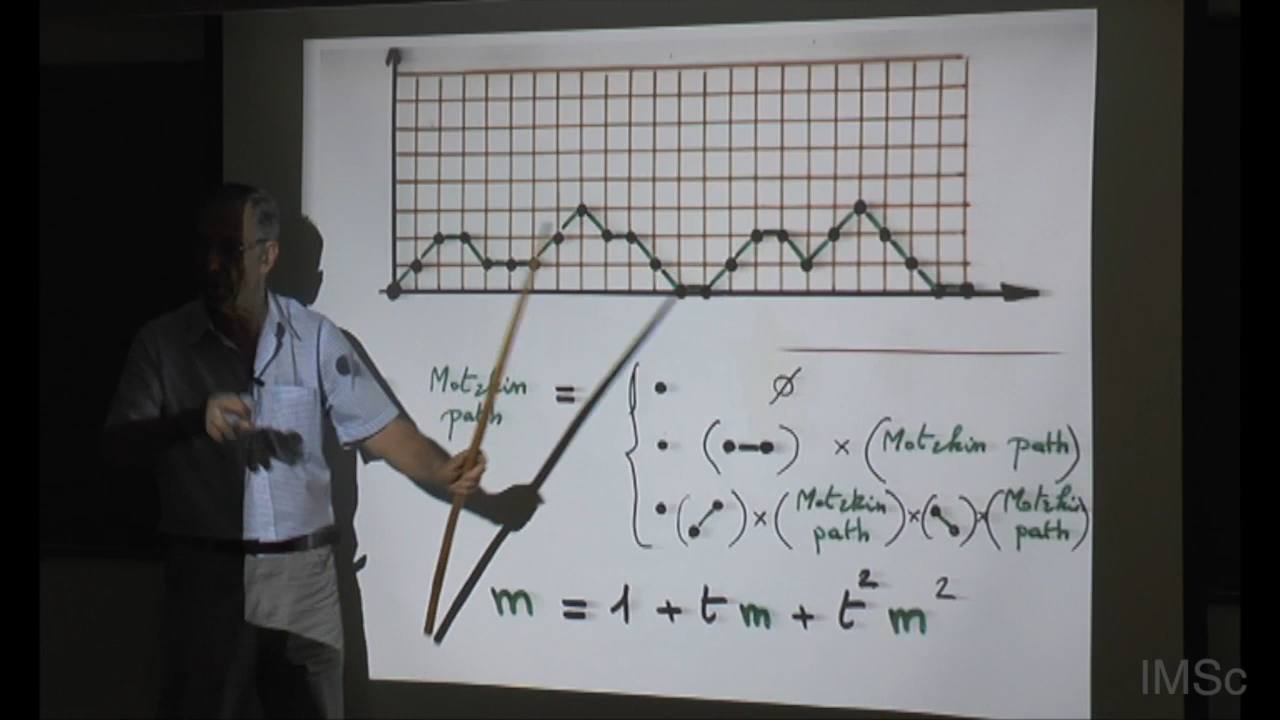 Motzkin path = { • ∅
• (•–•) × (Motzkin path)
• ( ) × (Motzkin path) × ( ) × (Motzkin path)
m = 1 + t m + t² m²
IMSc